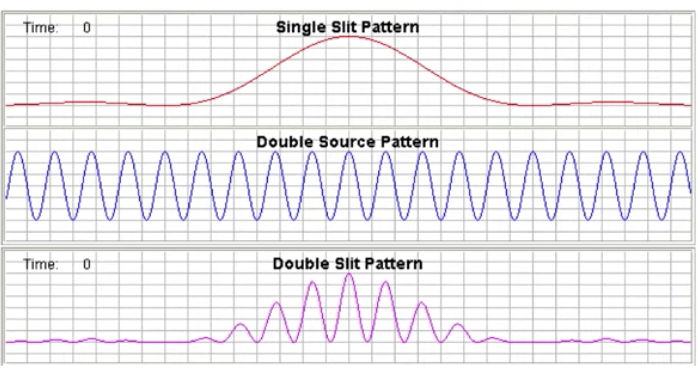 Time: 0 Single Slit Pattern
Double Source Pattern
Time: 0 Double Slit Pattern